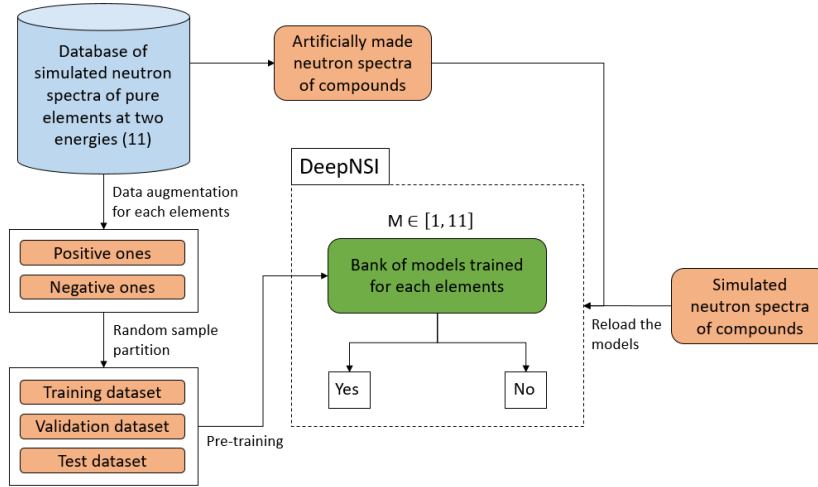 Database of
simulated neutron
spectra of pure
elements at two
energies (11)
Artificially made
neutron spectra
of compounds
Data augmentation
for each elements
Positive ones
Negative ones
Random sample
partition
Training dataset
Validation dataset
Test dataset
Pre-training
DeepNSI
M ∈ [1, 11]
Bank of models trained
for each elements
Yes
No
Reload the
models
Simulated
neutron spectra
of compounds